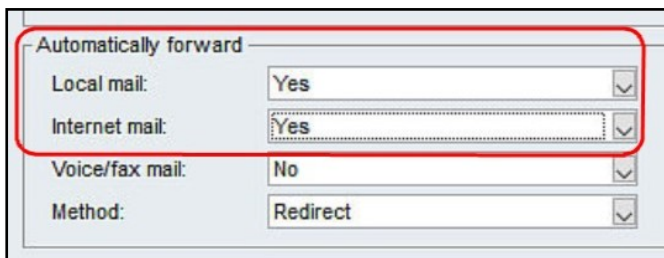 Automatically forward
Local mail: Yes
Internet mail: Yes
Voice/fax mail: No
Method: Redirect